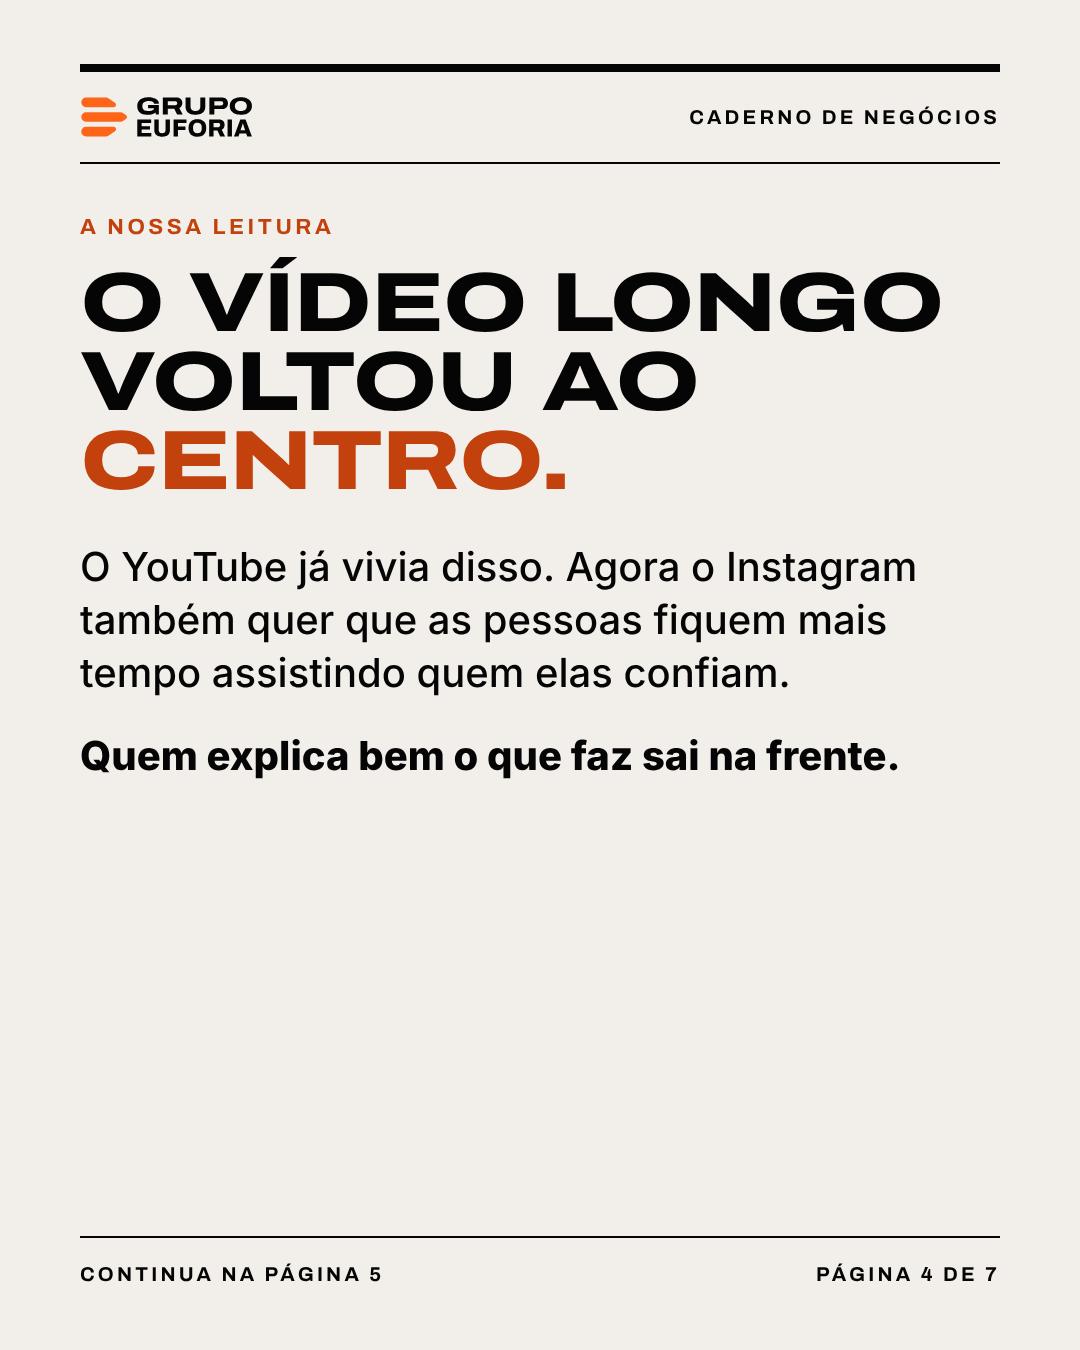 GRUPO
EUFORIA
CADERNO DE NEGÓCIOS
A NOSSA LEITURA
O VÍDEO LONGO
VOLTOU AO
CENTRO.
O YouTube já vivia disso. Agora o Instagram
também quer que as pessoas fiquem mais
tempo assistindo quem elas confiam.
Quem explica bem o que faz sai na frente.
CONTINUA NA PÁGINA 5
PÁGINA 4 DE 7